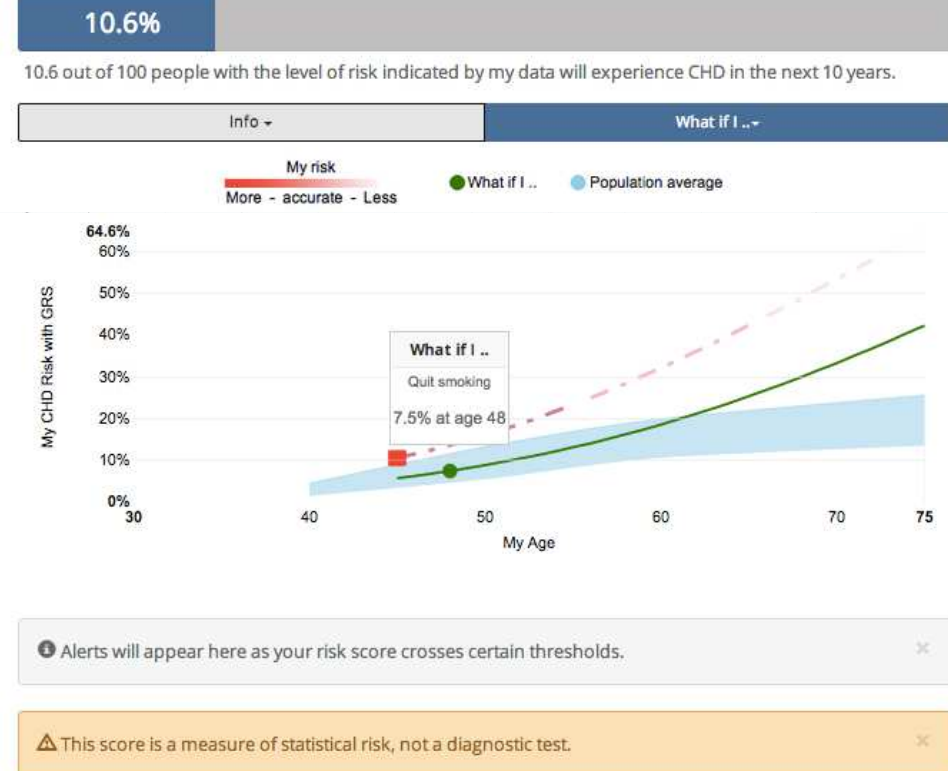 10.6%
10.6 out of 100 people with the level of risk indicated by my data will experience CHD in the next 10 years.
Info
What if I ..
My risk
More - accurate - Less
What if I ..
Population average
64.6%
60%
50%
40%
30%
20%
10%
0%
My CHD Risk with GRS
What if I ..
Quit smoking
7.5% at age 48
30
40
50
60
70
75
My Age
Alerts will appear here as your risk score crosses certain thresholds.
×
This score is a measure of statistical risk, not a diagnostic test.
×